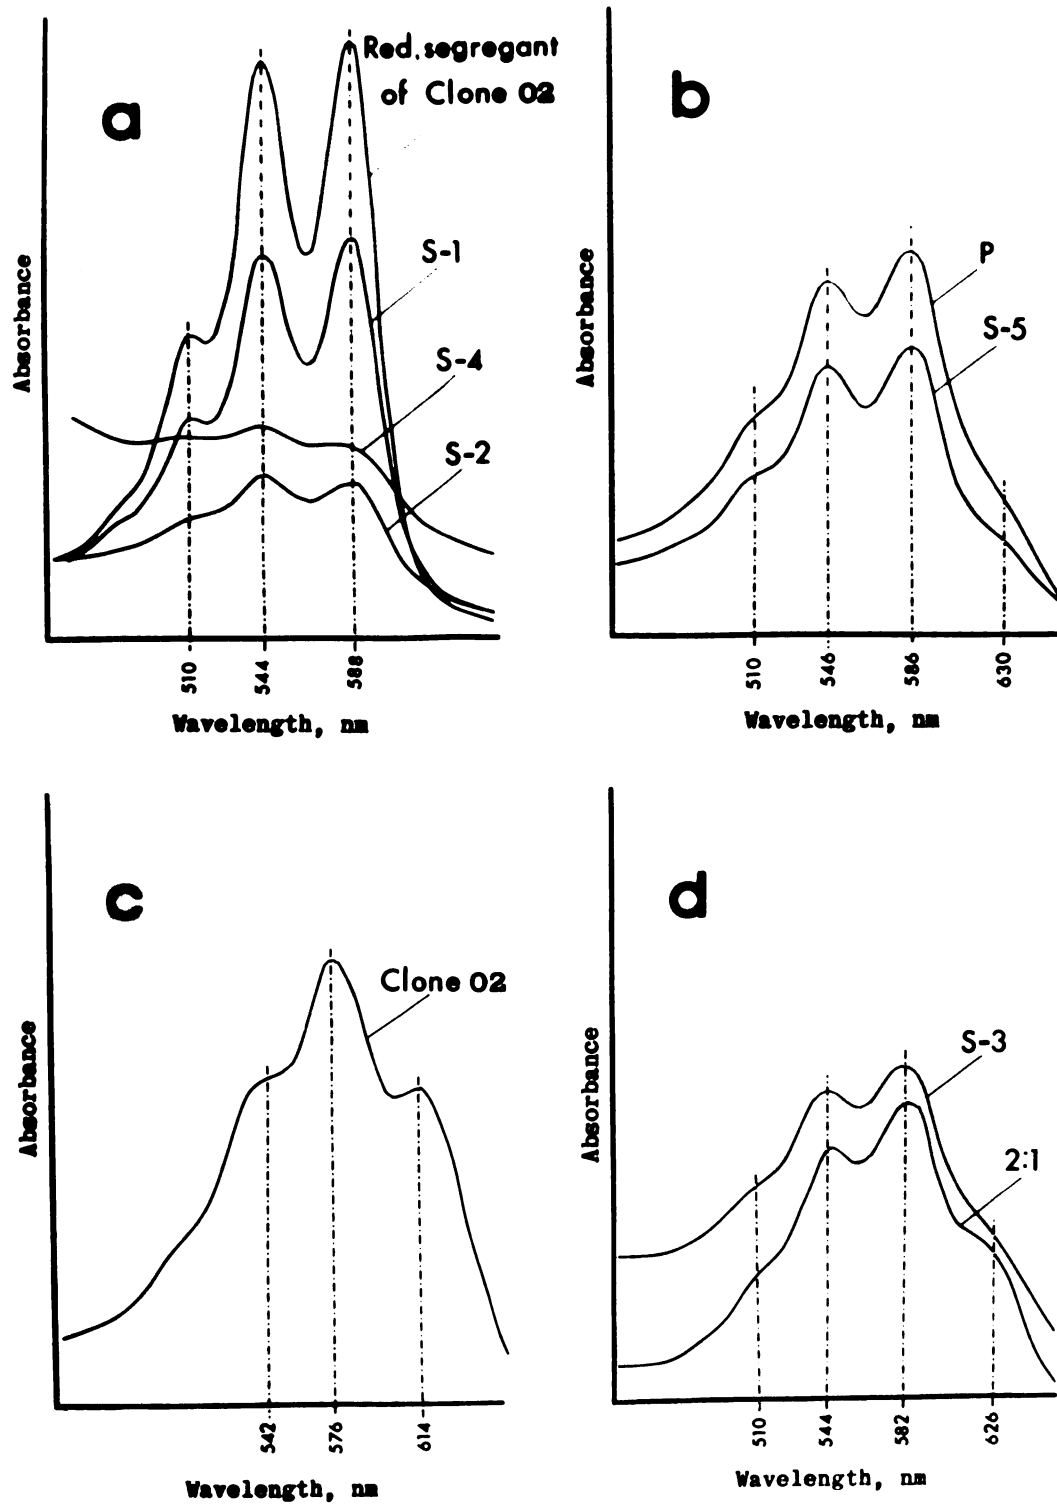 a
Red. segregant
of Clone 02
S-1
S-4
S-2
Absorbance
510
544
588
Wavelength, nm
b
P
S-5
Absorbance
510
546
586
630
Wavelength, nm
c
Clone 02
Absorbance
542
576
614
Wavelength, nm
d
S-3
2:1
Absorbance
510
544
582
626
Wavelength, nm